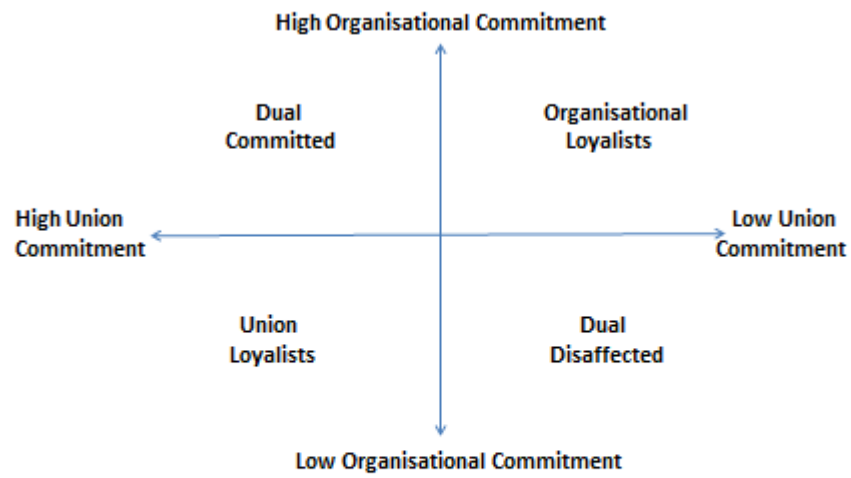 High Organisational Commitment
Dual
Committed
Organisational
Loyalists
High Union
Commitment
Low Union
Commitment
Union
Loyalists
Dual
Disaffected
Low Organisational Commitment